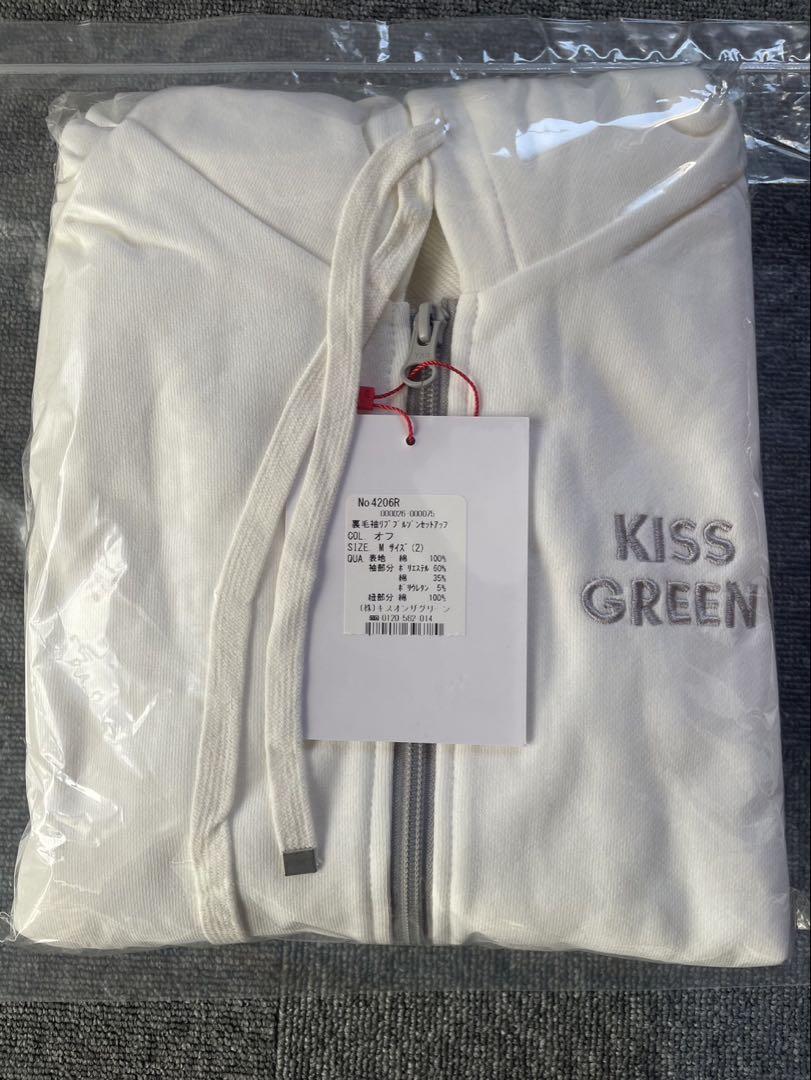 No 4206R
000026-000075
裏毛袖リブブルゾンセットアップ
COL. オフ
SIZE. M サイズ(2)
QUA. 表地 綿 100%
袖部分 ポリエステル 60%
綿 35%
ポリウレタン 5%
紐部分 綿 100%
(株)キスオンザグリーン
0120 562 014
KISS
GREEN